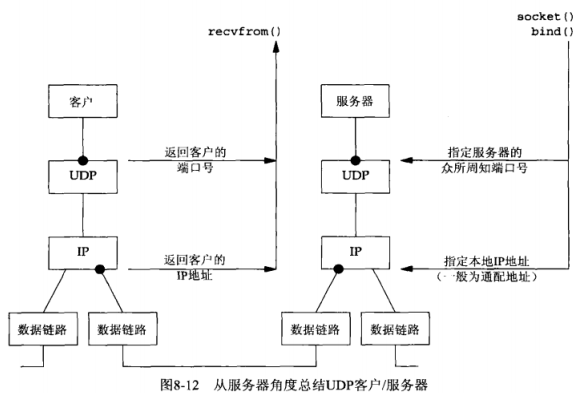 socket()
recvfrom()
bind()
客户
服务器
返回客户的
端口号
指定服务器的
众所周知端口号
UDP
UDP
IP
返回客户的
IP地址
IP
指定本地IP地址
（一般为通配地址）
数据链路
数据链路
数据链路
数据链路
图8-12 从服务器角度总结UDP客户/服务器